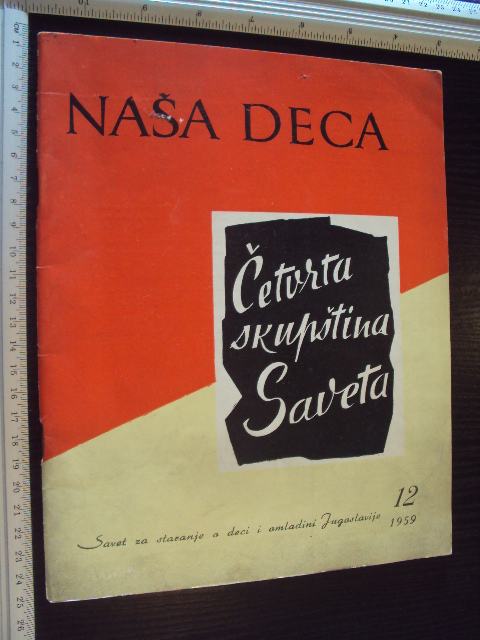 NAŠA DECA
Četvrta
skupština
Saveta
12
Savet za staranje o deci i omladini Jugoslavije
1959